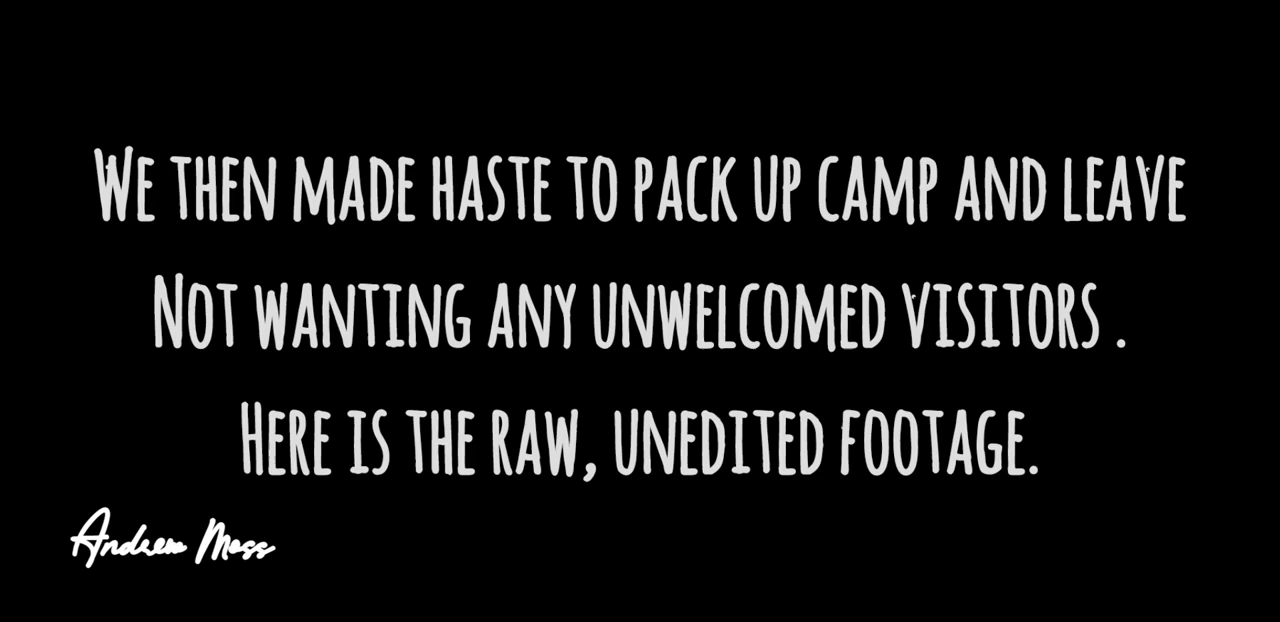 We then made haste to pack up camp and leave
Not wanting any unwelcomed visitors .
Here is the raw, unedited footage.
Andrew Moss